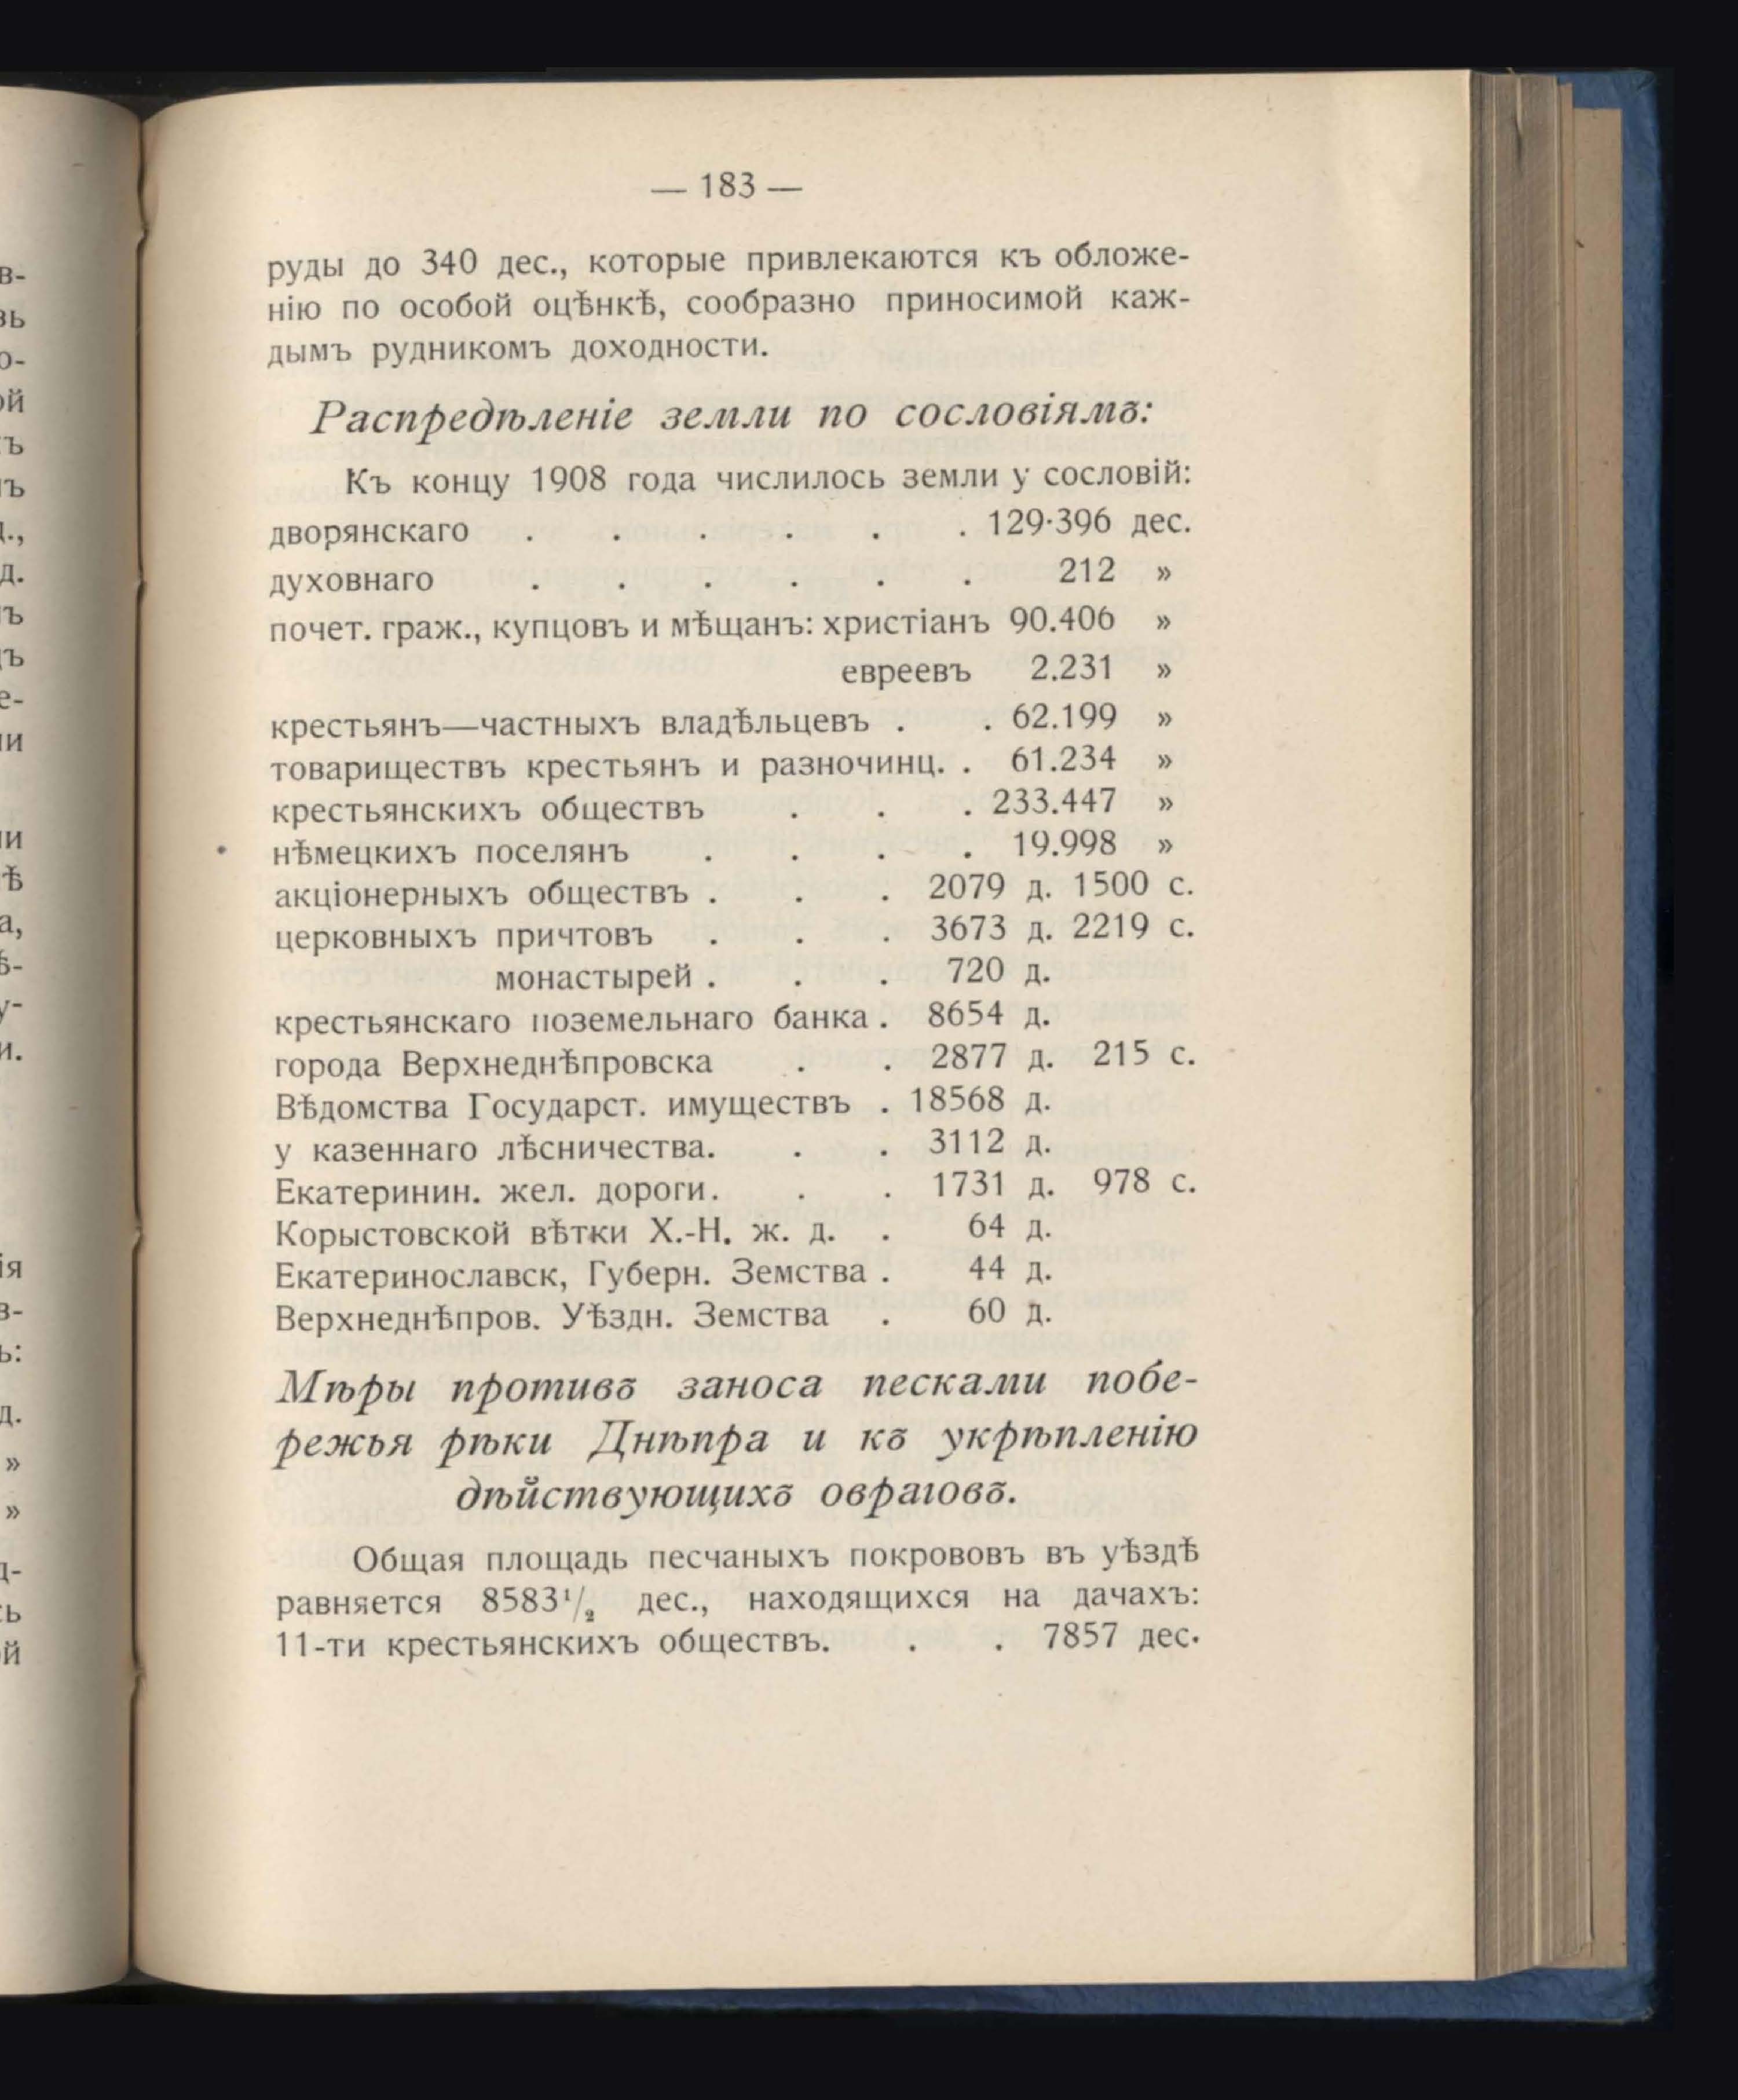 — 183 —
руды до 340 дес., которые привлекаются къ обложе-
нію по особой оцѣнкѣ, сообразно приносимой каж-
дымъ рудникомъ доходности.
Распредѣленіе земли по сословіямъ:
Къ концу 1908 года числилось земли у сословій:
дворянскаго . . . . . . 129·396 дес.
духовнаго . . . . . . 212 »
почет. граж., купцовъ и мѣщанъ: христіанъ 90.406 »
евреевъ 2.231 »
крестьянъ—частныхъ владѣльцевъ . . 62.199 »
товариществъ крестьянъ и разночинц. . 61.234 »
крестьянскихъ обществъ . . . 233.447 »
нѣмецкихъ поселянъ . . . . 19.998 »
акціонерныхъ обществъ . . . 2079 д. 1500 с.
церковныхъ причтовъ . . . 3673 д. 2219 с.
монастырей . . . 720 д.
крестьянскаго поземельнаго банка . 8654 д.
города Верхнеднѣпровска . . 2877 д. 215 с.
Вѣдомства Государст. имуществъ . 18568 д.
у казеннаго лѣсничества. . . 3112 д.
Екатеринин. жел. дороги. . . 1731 д. 978 с.
Корыстовской вѣтки Х.-Н. ж. д. . 64 д.
Екатеринославск, Губерн. Земства . 44 д.
Верхнеднѣпров. Уѣздн. Земства . 60 д.
Мѣры противъ заноса песками побе-
режья рѣки Днѣпра и къ укрѣпленію
дѣйствующихъ овраговъ.
Общая площадь песчаныхъ покрововъ въ уѣздѣ
равняется 8583¹/₂ дес., находящихся на дачахъ:
11-ти крестьянскихъ обществъ. . . 7857 дес.